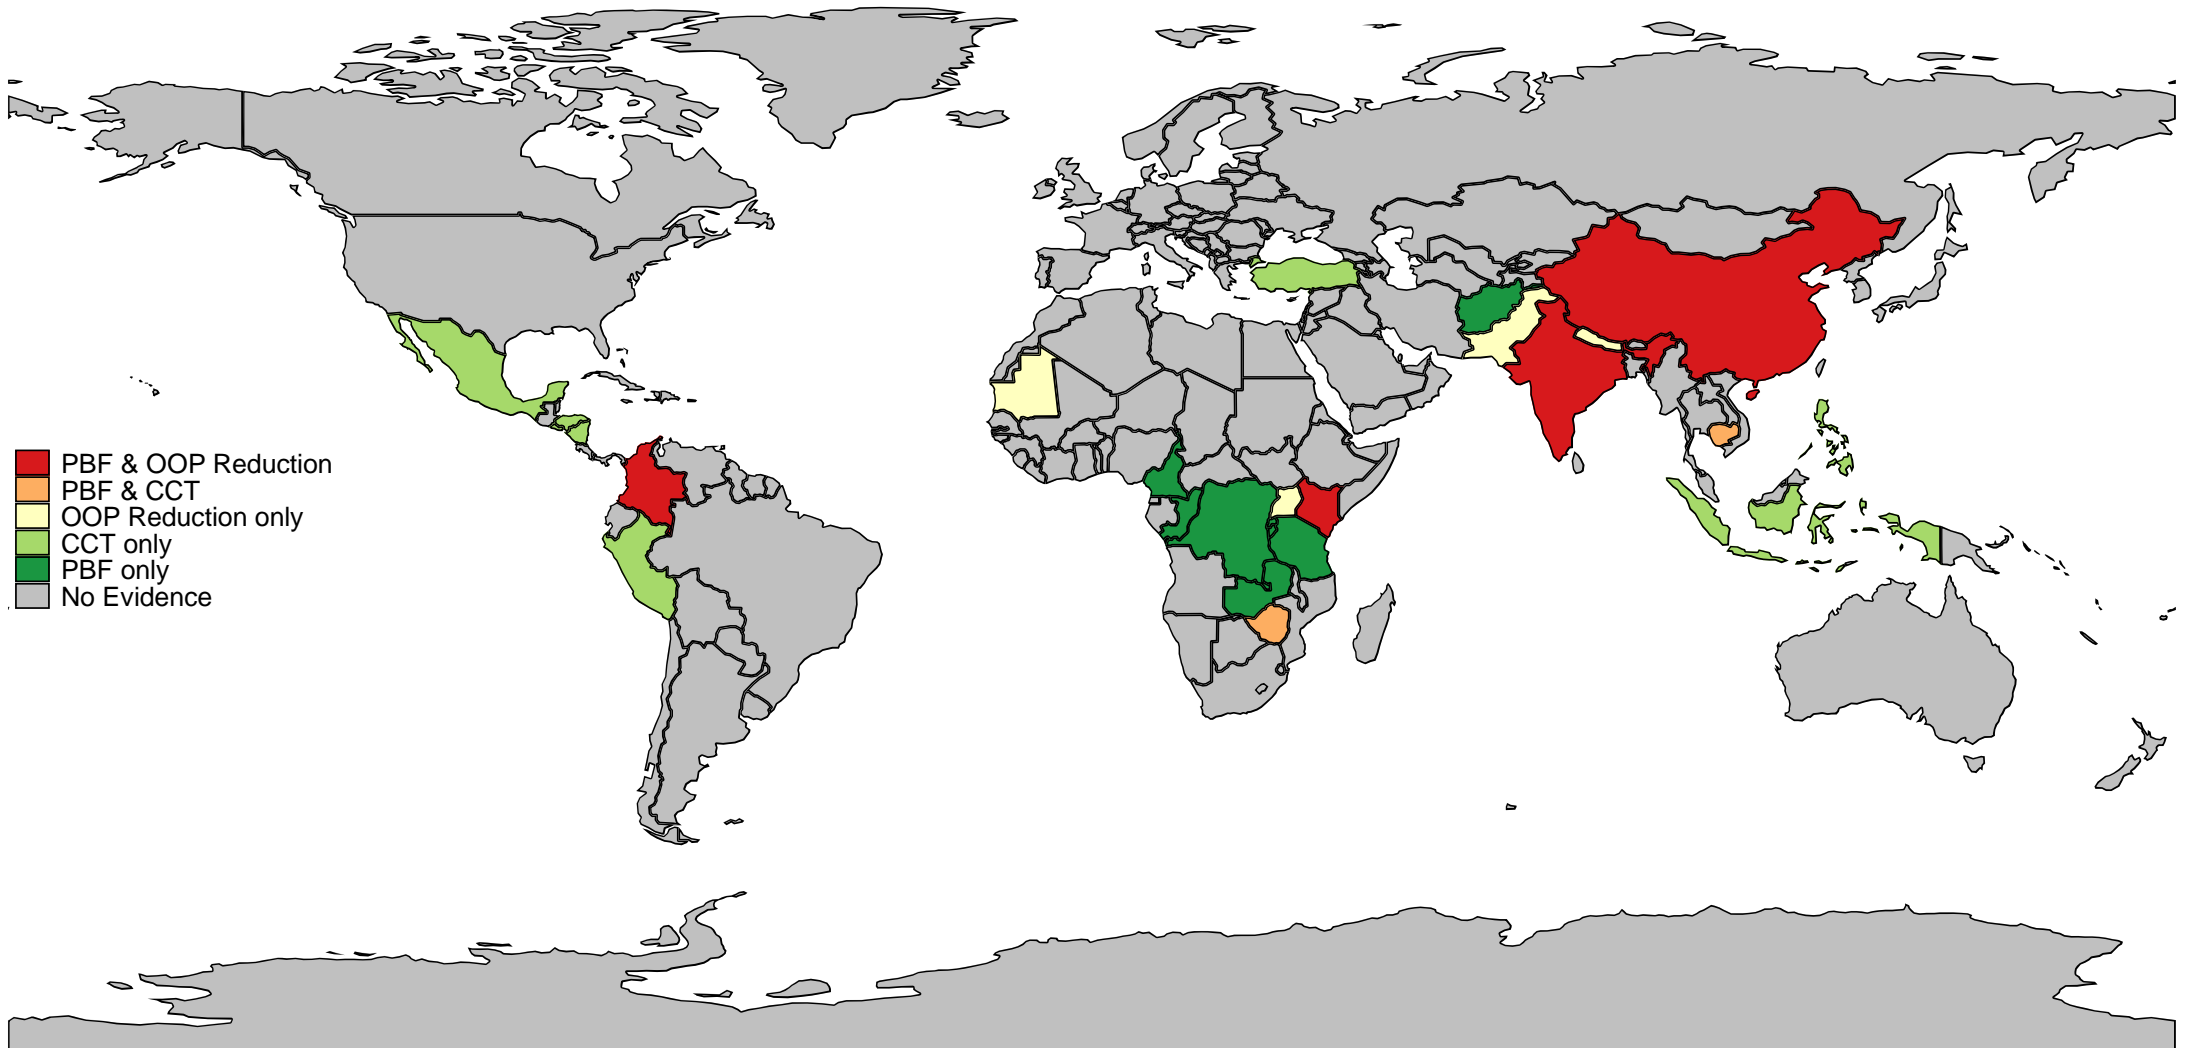 PBF & OOP Reduction
PBF & CCT
OOP Reduction only
CCT only
PBF only
No Evidence